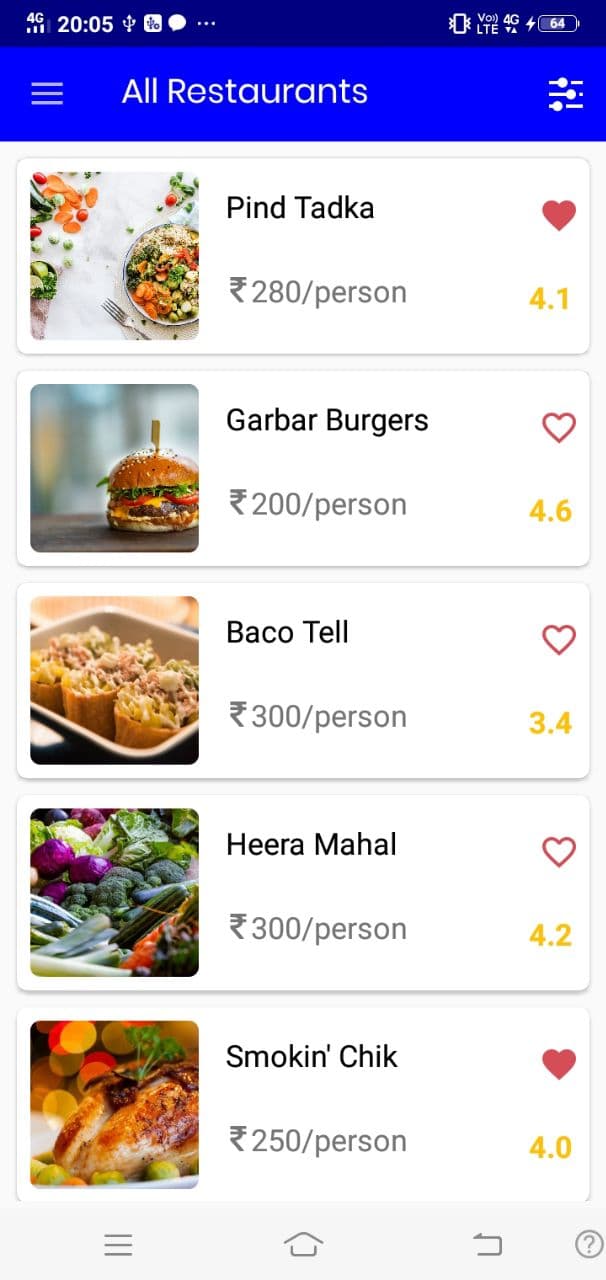 4G 20:05 ... Vo) LTE 4G 64
All Restaurants
Pind Tadka
₹280/person
4.1
Garbar Burgers
₹200/person
4.6
Baco Tell
₹300/person
3.4
Heera Mahal
₹300/person
4.2
Smokin' Chik
₹250/person
4.0
?